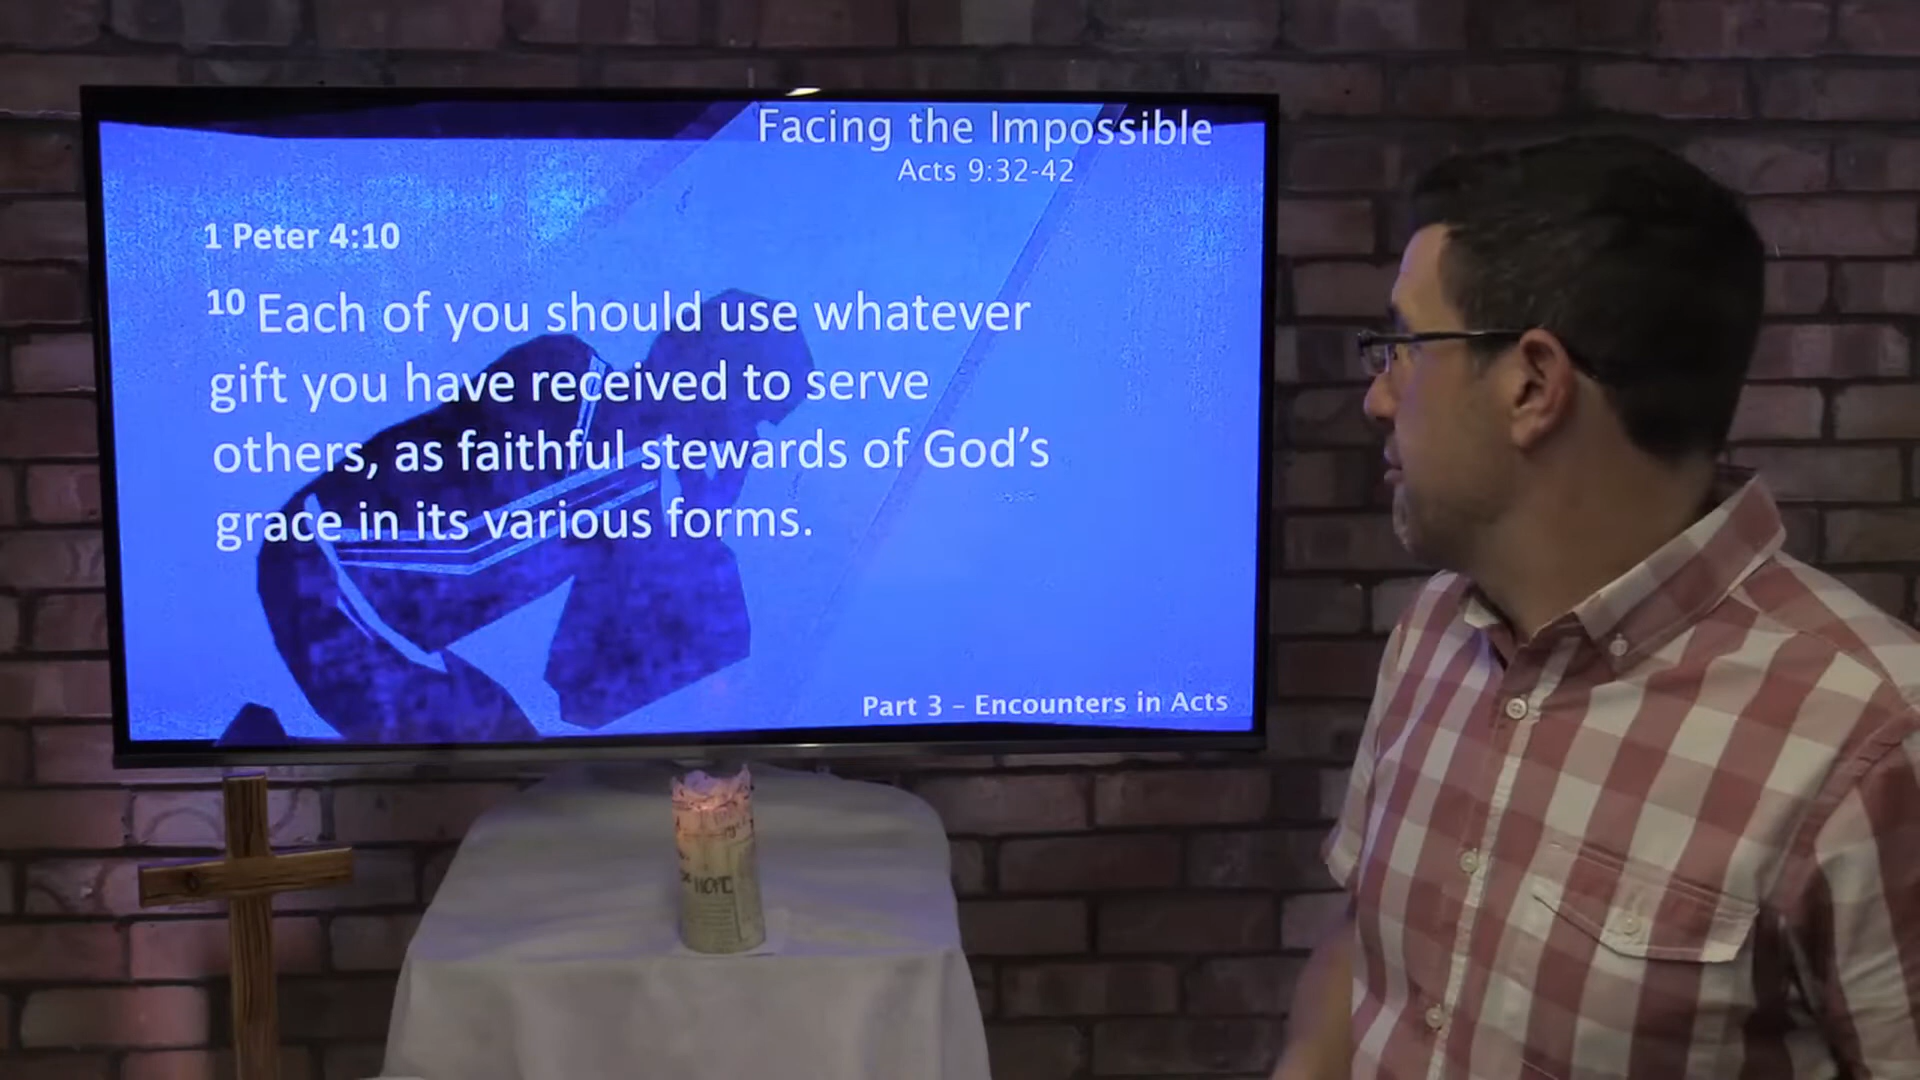 Facing the Impossible
Acts 9:32-42
1 Peter 4:10
10 Each of you should use whatever
gift you have received to serve
others, as faithful stewards of God’s
grace in its various forms.
Part 3 – Encounters in Acts
HOPE